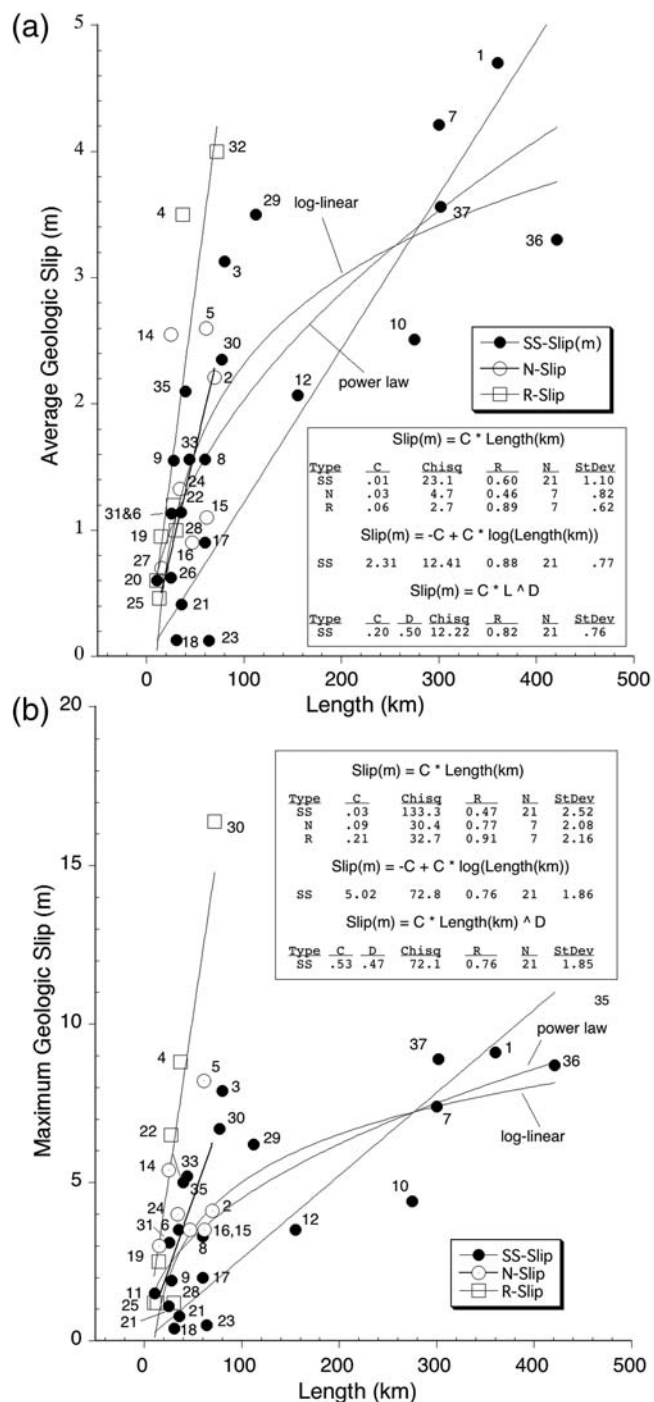 (a)
5
4
3
2
1
0
Average Geologic Slip (m)
1
7
32
4
29
log-linear
37
3
36
5
14
30
10
2
power law
12
35
33
9
8
24
22
31&6
15
28
19
17
16
27
20
26
25
21
18
23
SS-Slip(m)
N-Slip
R-Slip
Slip(m) = C * Length(km)
Type C Chisq R N StDev
SS .01 23.1 0.60 21 1.10
N .03 4.7 0.46 7 .82
R .06 2.7 0.89 7 .62
Slip(m) = -C + C * log(Length(km))
SS 2.31 12.41 0.88 21 .77
Slip(m) = C * L ^ D
C D Chisq R N StDev
SS .20 .50 12.22 0.82 21 .76
0 100 200 300 400 500
Length (km)
(b)
20
15
10
5
0
Maximum Geologic Slip (m)
Slip(m) = C * Length(km)
Type C Chisq R N StDev
SS .03 133.3 0.47 21 2.52
N .09 30.4 0.77 7 2.08
R .21 32.7 0.91 7 2.16
Slip(m) = -C + C * log(Length(km))
SS 5.02 72.8 0.76 21 1.86
Slip(m) = C * Length(km) ^ D
Type C D Chisq R N StDev
SS .53 .47 72.1 0.76 21 1.85
30
35
power law
4
5
37
1
36
3
7
22
30
log-linear
33
29
14
35
10
24
2
31 6
16,15
12
8
19
9
17
11
28
25
21
21
23
18
SS-Slip
N-Slip
R-Slip
0 100 200 300 400 500
Length (km)